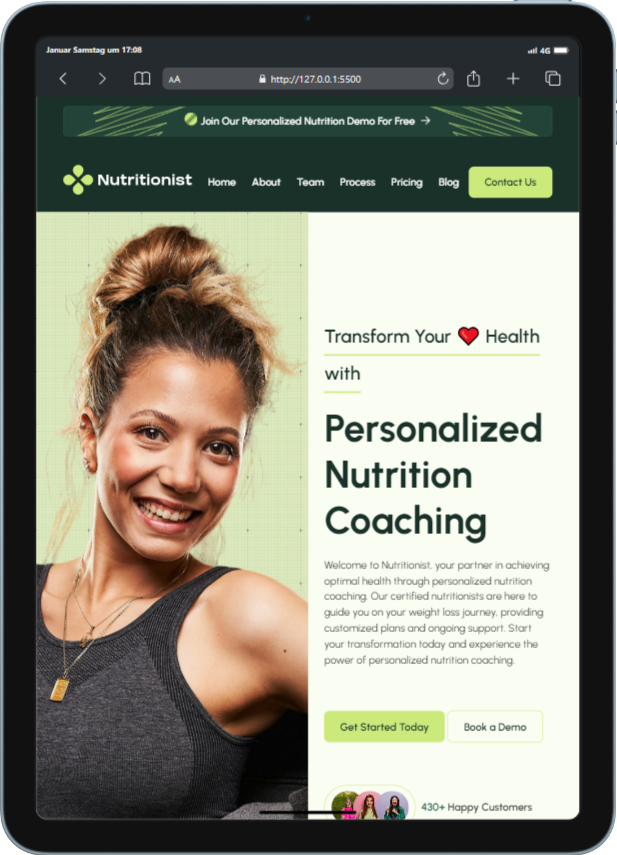 Januar Samstag um 17:08
4G
AA
http://127.0.0.1:5500
Join Our Personalized Nutrition Demo For Free →
Nutritionist
Home
About
Team
Process
Pricing
Blog
Contact Us
Transform Your ❤️ Health
with
Personalized
Nutrition
Coaching
Welcome to Nutritionist, your partner in achieving
optimal health through personalized nutrition
coaching. Our certified nutritionists are here to
guide you on your weight loss journey, providing
customized plans and ongoing support. Start
your transformation today and experience the
power of personalized nutrition coaching.
Get Started Today
Book a Demo
430+ Happy Customers